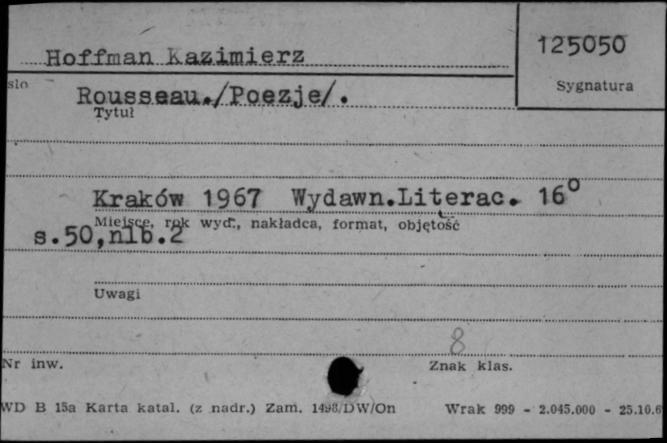 Hoffman Kazimierz
125050
sło
Sygnatura
Rousseau./Poezje/.
Tytuł
Kraków 1967 Wydawn.Literac. 16°
Miejsce, rok wyd., nakładca, format, objętość
s.50,nlb.2
Uwagi
8
Nr inw.
Znak klas.
WD B 15a Karta katal. (z nadr.) Zam. 1498/DW/On
Wrak 999 - 2.045.000 - 25.10.6